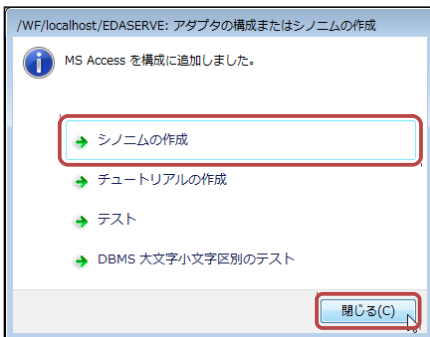 /WF/localhost/EDASERVE: アダプタの構成またはシノニムの作成
MS Access を構成に追加しました。
シノニムの作成
チュートリアルの作成
テスト
DBMS 大文字小文字区別のテスト
閉じる(C)